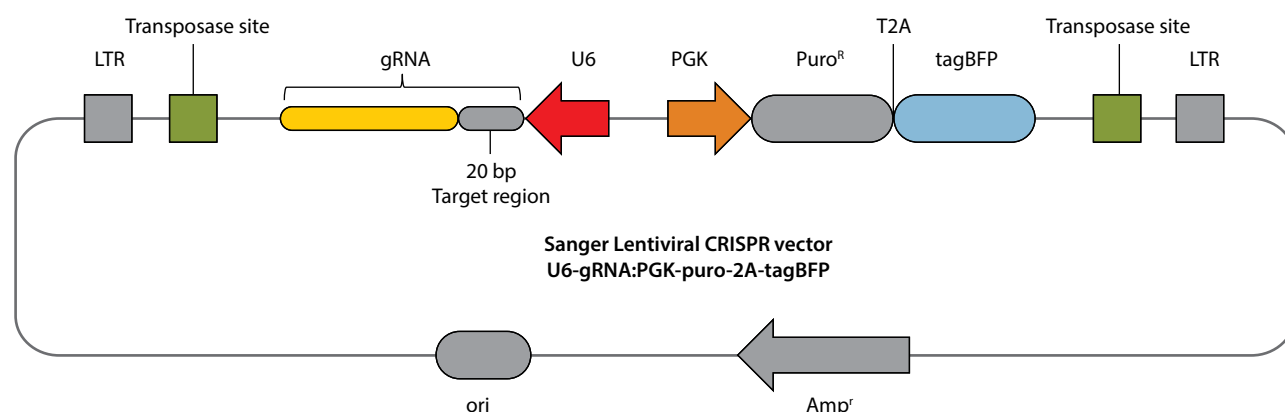 Transposase site
T2A
Transposase site
LTR
gRNA
U6
PGK
Puroᴿ
tagBFP
LTR
20 bp
Target region
Sanger Lentiviral CRISPR vector
U6-gRNA:PGK-puro-2A-tagBFP
ori
Ampʳ